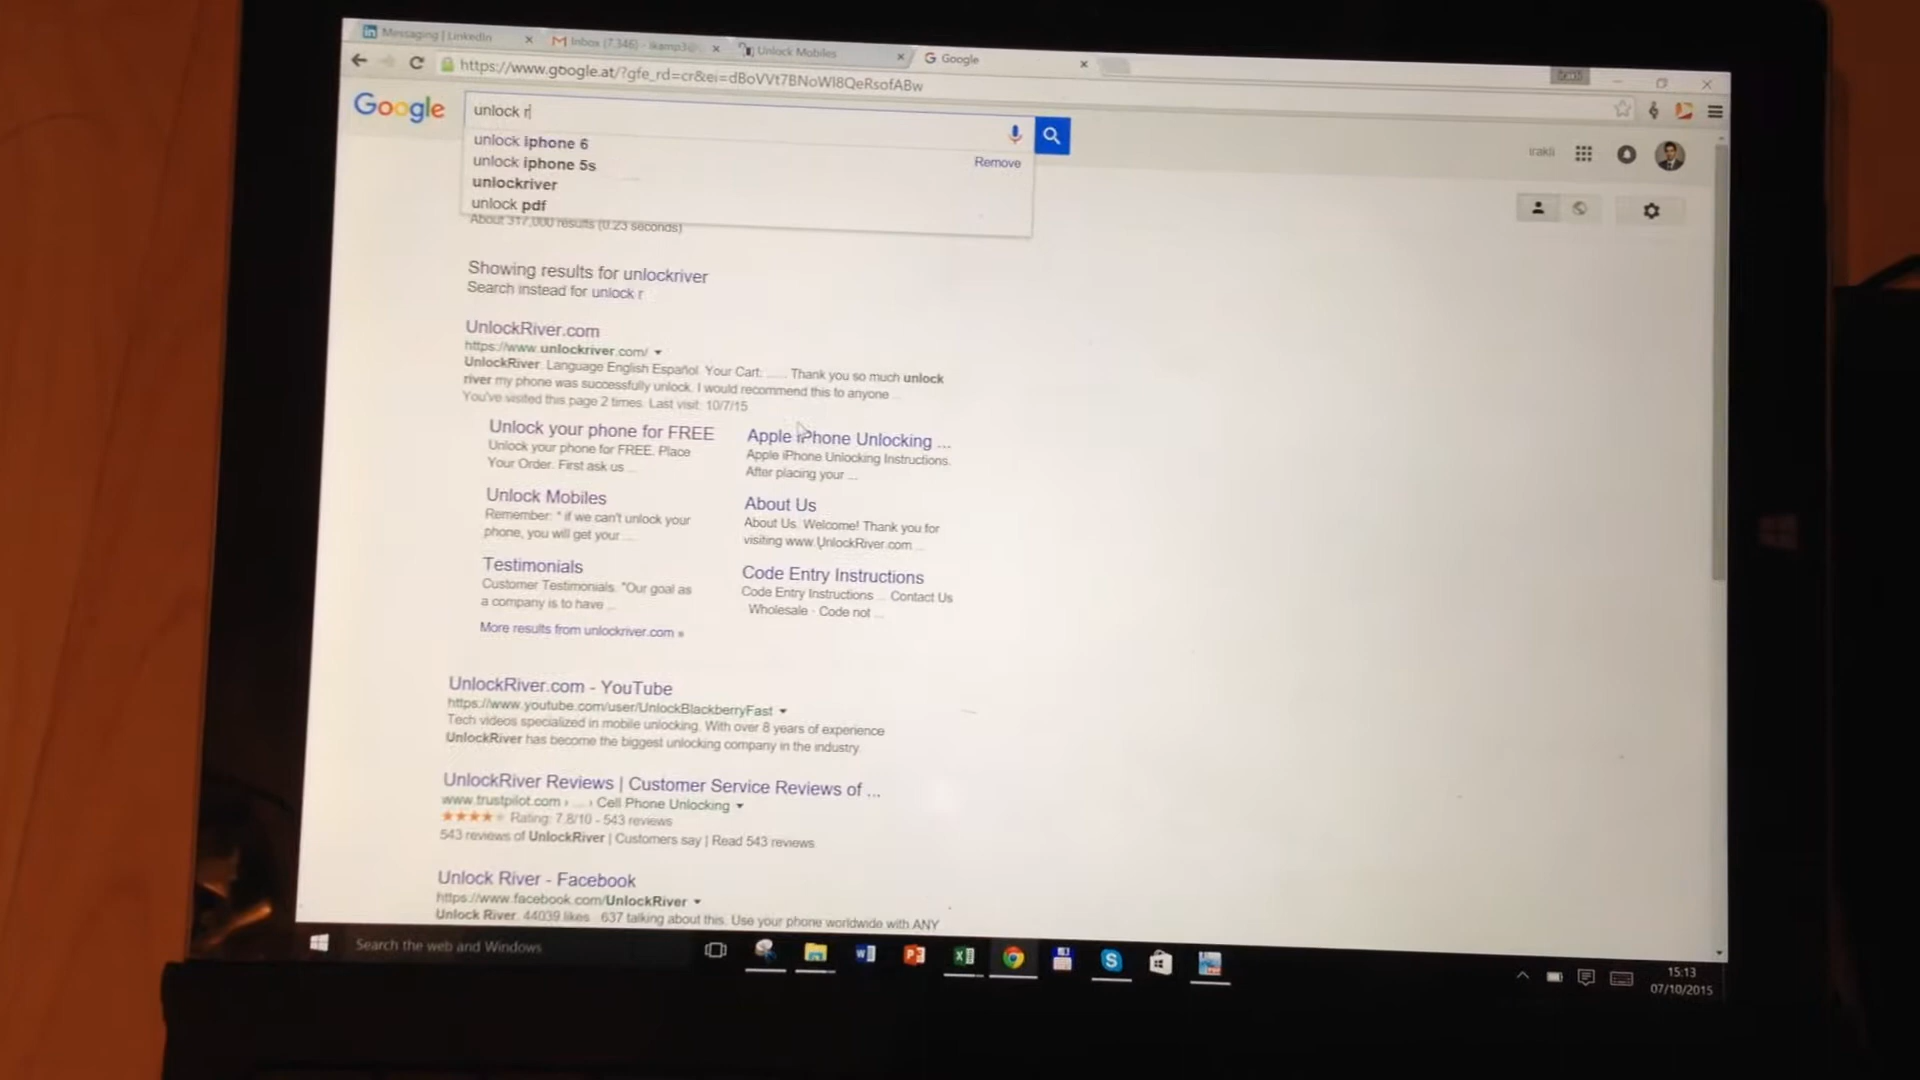 Messaging | LinkedIn
Unlock Mobiles
Google
https://www.google.at/?gfe_rd=cr&ei=dBoVVt7BNoWI8QeRsofABw
Google
unlock r
unlock iphone 6
unlock iphone 5s
Remove
unlockriver
unlock pdf
About 317,000 results (0.23 seconds)
irakli
Showing results for unlockriver
Search instead for unlock r
UnlockRiver.com
https://www.unlockriver.com/
UnlockRiver. Language English Español. Your Cart: ...... Thank you so much unlock
river my phone was successfully unlock. I would recommend this to anyone ...
You've visited this page 2 times. Last visit: 10/7/15
Unlock your phone for FREE
Unlock your phone for FREE. Place
Your Order. First ask us ...
Apple iPhone Unlocking ...
Apple iPhone Unlocking Instructions.
After placing your ...
Unlock Mobiles
Remember: * if we can't unlock your
phone, you will get your ...
About Us
About Us. Welcome! Thank you for
visiting www.UnlockRiver.com ...
Testimonials
Customer Testimonials. "Our goal as
a company is to have ...
Code Entry Instructions
Code Entry Instructions ... Contact Us
· Wholesale · Code not ...
More results from unlockriver.com »
UnlockRiver.com - YouTube
https://www.youtube.com/user/UnlockBlackberryFast
Tech videos specialized in mobile unlocking. With over 8 years of experience
UnlockRiver has become the biggest unlocking company in the industry.
UnlockRiver Reviews | Customer Service Reviews of ...
www.trustpilot.com › ... › Cell Phone Unlocking
Rating: 7.8/10 - 543 reviews
543 reviews of UnlockRiver | Customers say | Read 543 reviews
Unlock River - Facebook
https://www.facebook.com/UnlockRiver
Unlock River. 44039 likes · 637 talking about this. Use your phone worldwide with ANY
Search the web and Windows
15:13
07/10/2015